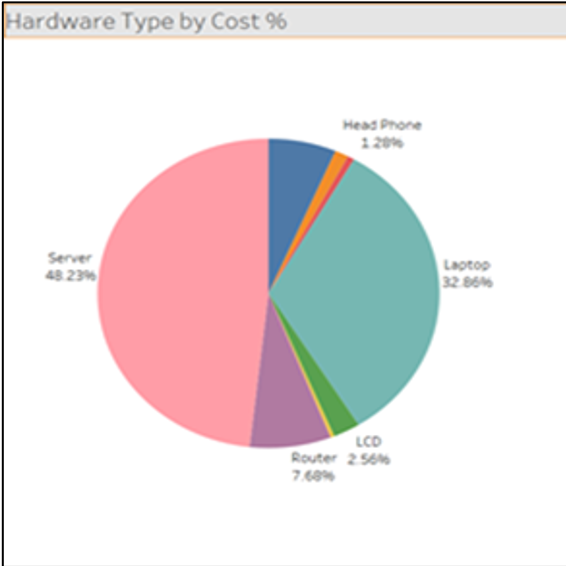 Hardware Type by Cost %
Head Phone
1.28%
Laptop
32.86%
LCD
2.56%
Router
7.68%
Server
48.23%